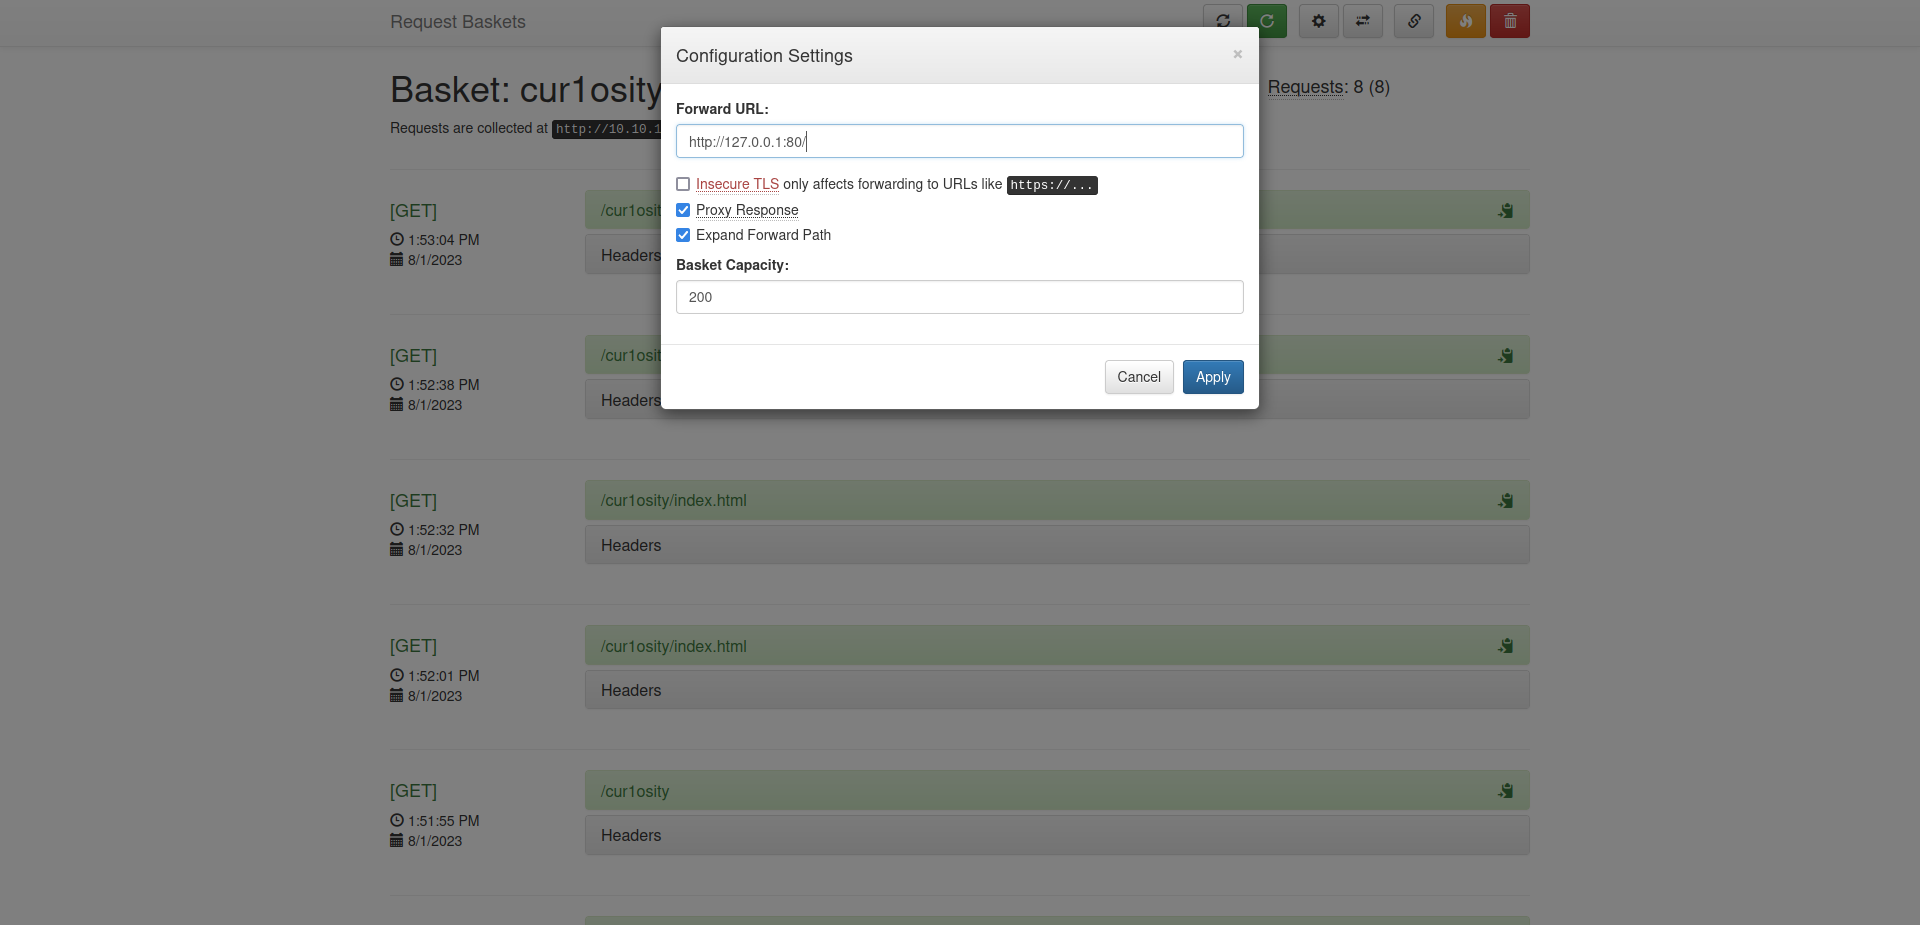 Request Baskets
Configuration Settings
×
Basket: cur1osity
Requests: 8 (8)
Requests are collected at http://10.10.1
Forward URL:
http://127.0.0.1:80/
Insecure TLS only affects forwarding to URLs like https://...
Proxy Response
Expand Forward Path
Basket Capacity:
200
Cancel
Apply
[GET]
/cur1osit
1:53:04 PM
8/1/2023
Headers
[GET]
/cur1osit
1:52:38 PM
8/1/2023
Headers
[GET]
/cur1osity/index.html
1:52:32 PM
8/1/2023
Headers
[GET]
/cur1osity/index.html
1:52:01 PM
8/1/2023
Headers
[GET]
/cur1osity
1:51:55 PM
8/1/2023
Headers